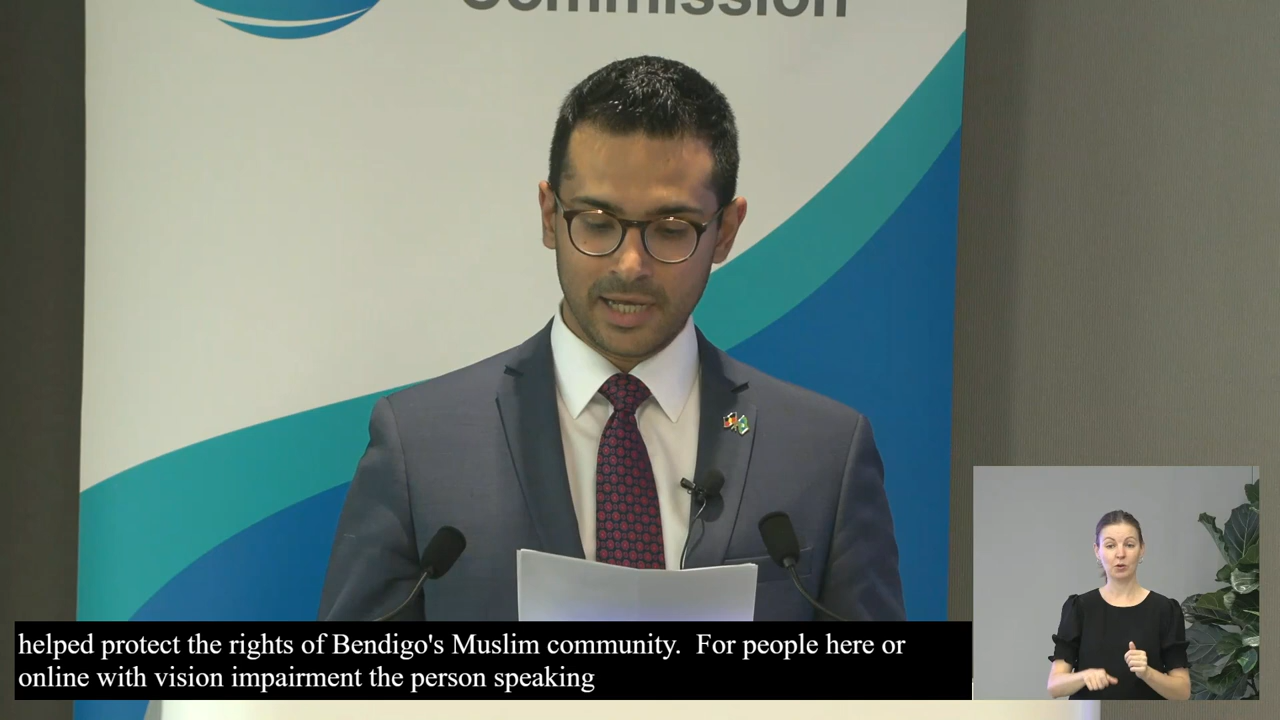 Commission
helped protect the rights of Bendigo's Muslim community.  For people here or
online with vision impairment the person speaking